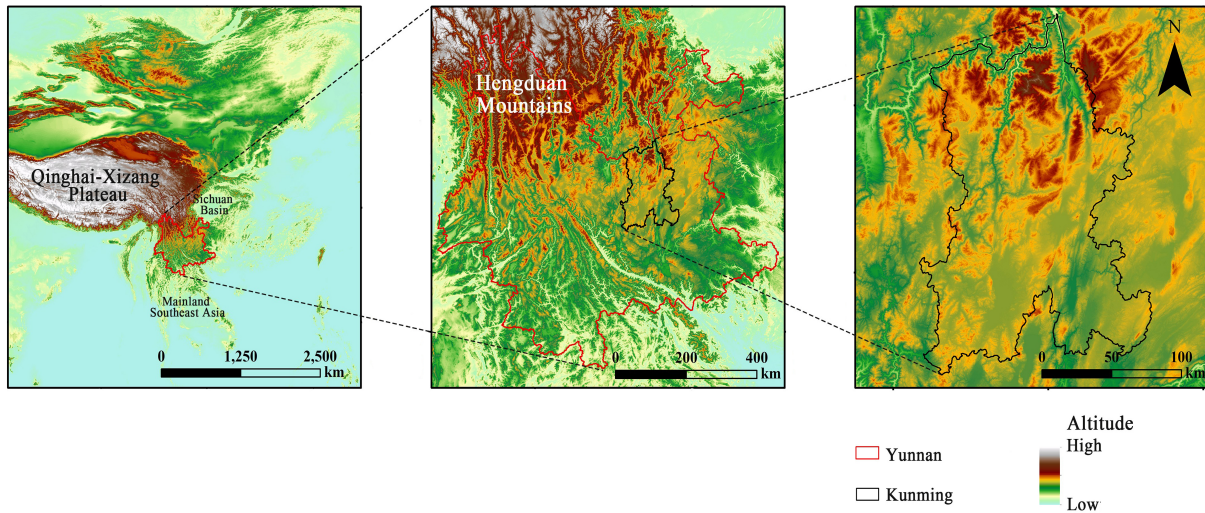 Qinghai-Xizang
Plateau
Sichuan
Basin
Mainland
Southeast Asia
0 1,250 2,500
km
Hengduan
Mountains
0 200 400
km
N
0 50 100
km
Altitude
High
Low
Yunnan
Kunming